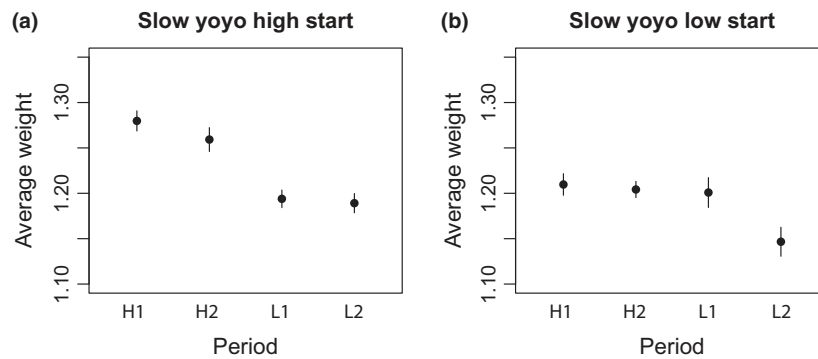 (a) Slow yoyo high start
Average weight
1.30
1.20
1.10
H1 H2 L1 L2
Period
(b) Slow yoyo low start
Average weight
1.30
1.20
1.10
H1 H2 L1 L2
Period